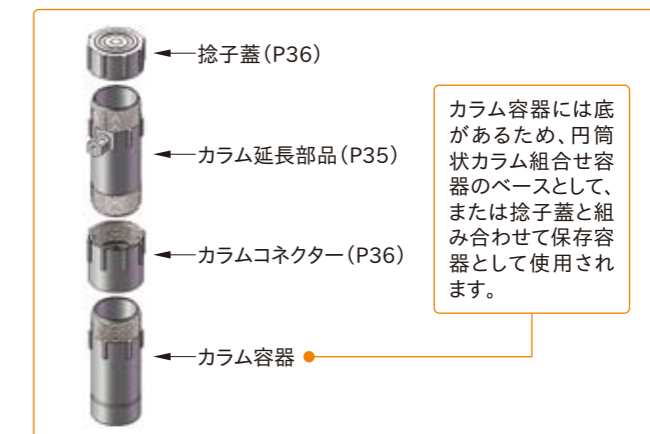 捻子蓋(P36)
カラム延長部品(P35)
カラムコネクター(P36)
カラム容器
カラム容器には底
があるため、円筒
状カラム組合せ容
器のベースとして、
または捻子蓋と組
み合わせて保存容
器として使用され
ます。